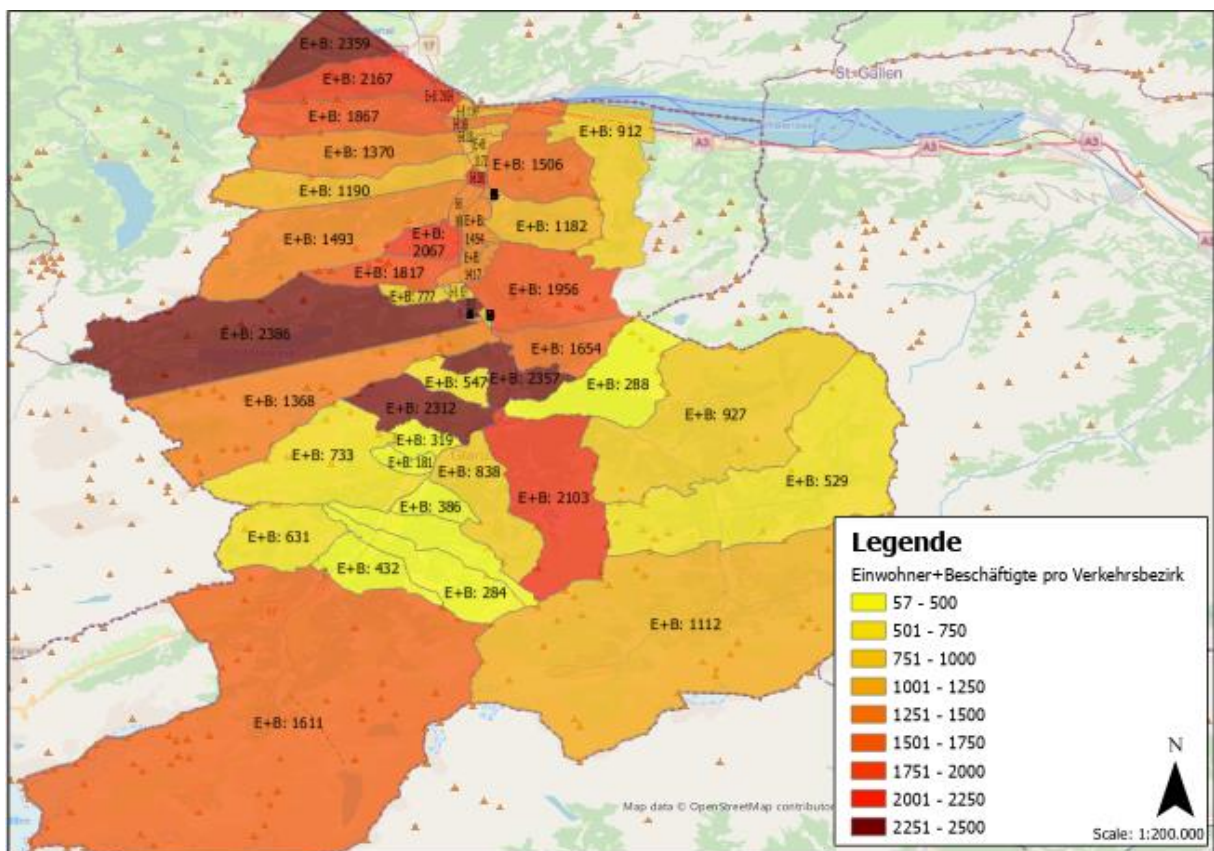 E+B: 2359
E+B: 2167
E+B: 1867
E+B: 1370
E+B: 1190
E+B: 1493
E+B:
2067
E+B: 1817
E+B: 777
E+B: 2386
E+B: 1368
17
St. Gallen
A3
A3
A3
E+B: 912
E+B: 1506
E+B: 1182
E+B:
1454
E+B: 1956
E+B: 1654
E+B: 547
E+B: 2357
E+B: 288
E+B: 2312
E+B: 927
E+B: 319
E+B: 733
E+B: 181
E+B: 838
E+B: 529
E+B: 386
E+B: 2103
E+B: 631
E+B: 432
E+B: 284
E+B: 1112
E+B: 1611
Legende
Einwohner+Beschäftigte pro Verkehrsbezirk
57 - 500
501 - 750
751 - 1000
1001 - 1250
1251 - 1500
1501 - 1750
1751 - 2000
2001 - 2250
2251 - 2500
N
Scale: 1:200.000
Map data © OpenStreetMap contributor